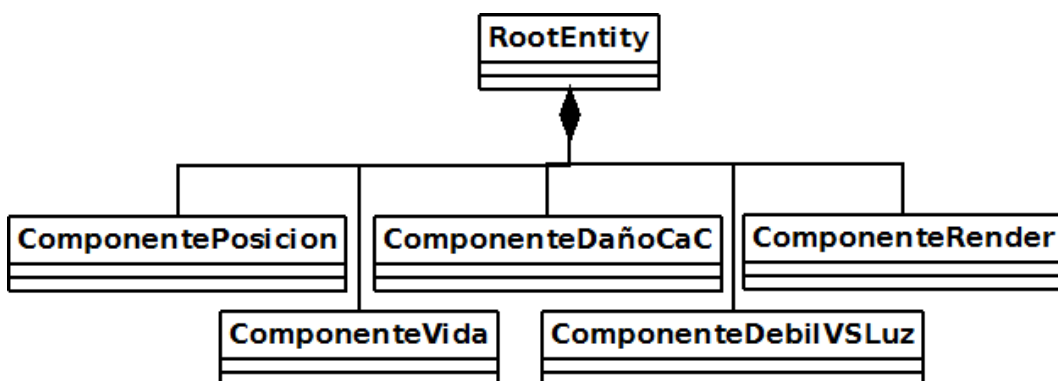 RootEntity
ComponentePosicion
ComponenteDañoCaC
ComponenteRender
ComponenteVida
ComponenteDebilVSLuz